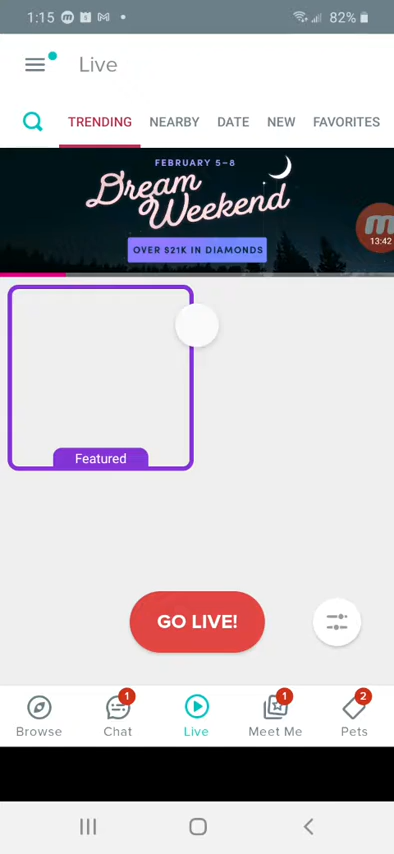 1:15
82%
Live
TRENDING NEARBY DATE NEW FAVORITES
FEBRUARY 5-8
Dream
Weekend
OVER $21K IN DIAMONDS
13:42
Featured
GO LIVE!
1 1 2
Browse Chat Live Meet Me Pets